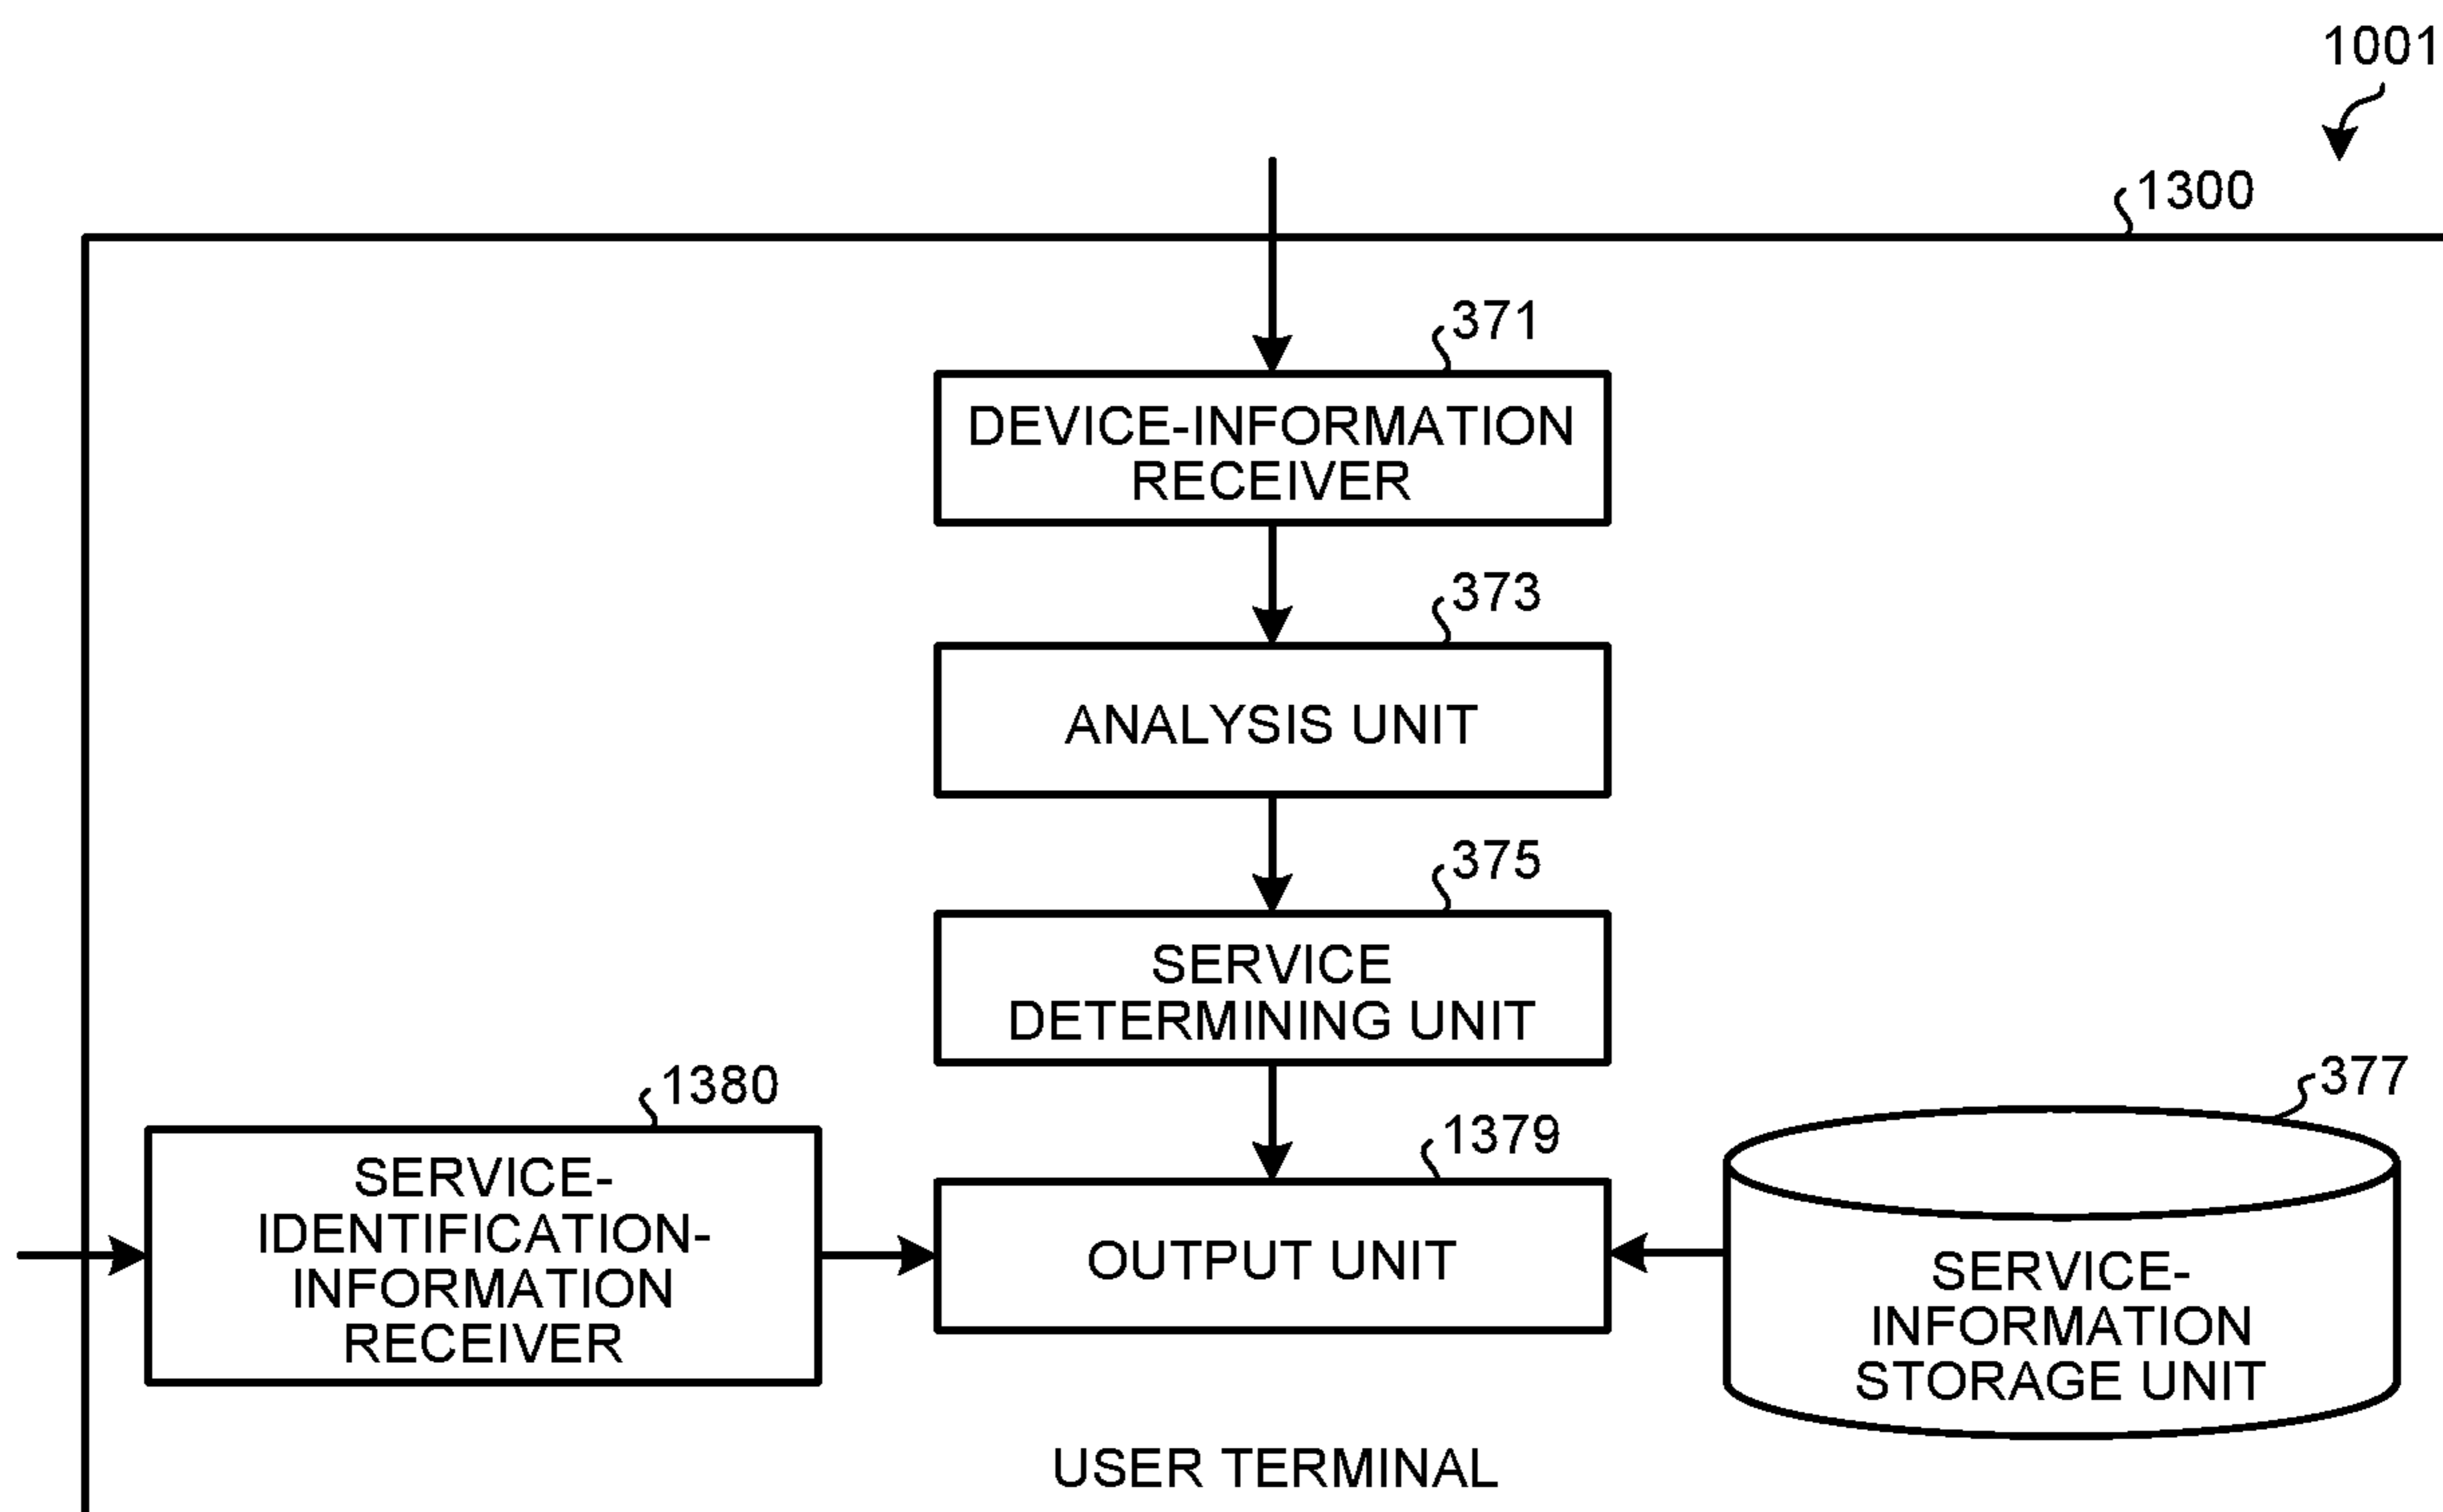 1001
1300
371
DEVICE-INFORMATION
RECEIVER
373
ANALYSIS UNIT
375
SERVICE
DETERMINING UNIT
1380
SERVICE-
IDENTIFICATION-
INFORMATION
RECEIVER
1379
OUTPUT UNIT
377
SERVICE-
INFORMATION
STORAGE UNIT
USER TERMINAL